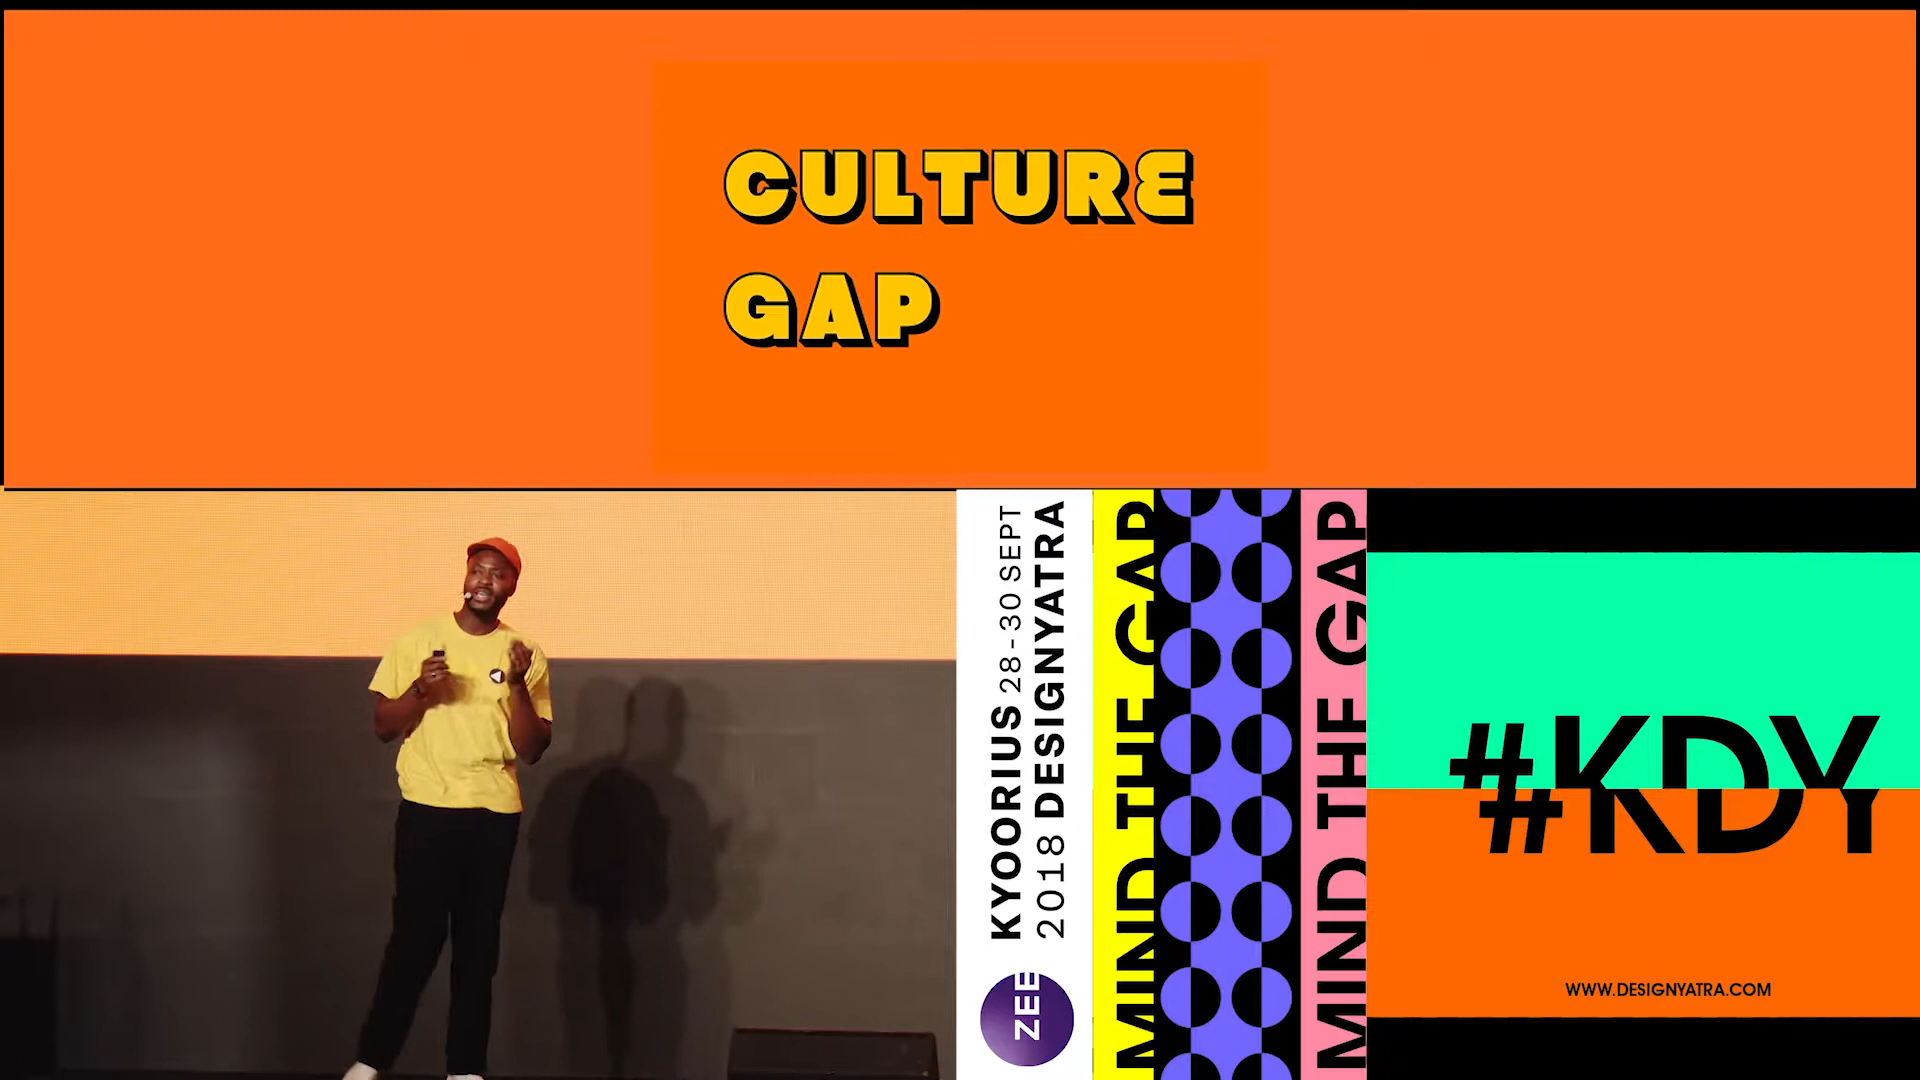 CULTURE
GAP
KYOORIUS 28-30 SEPT
2018 DESIGNYATRA
ZEE
MIND THE GAP
MIND THE GAP
#KDY
#KDY
WWW.DESIGNYATRA.COM